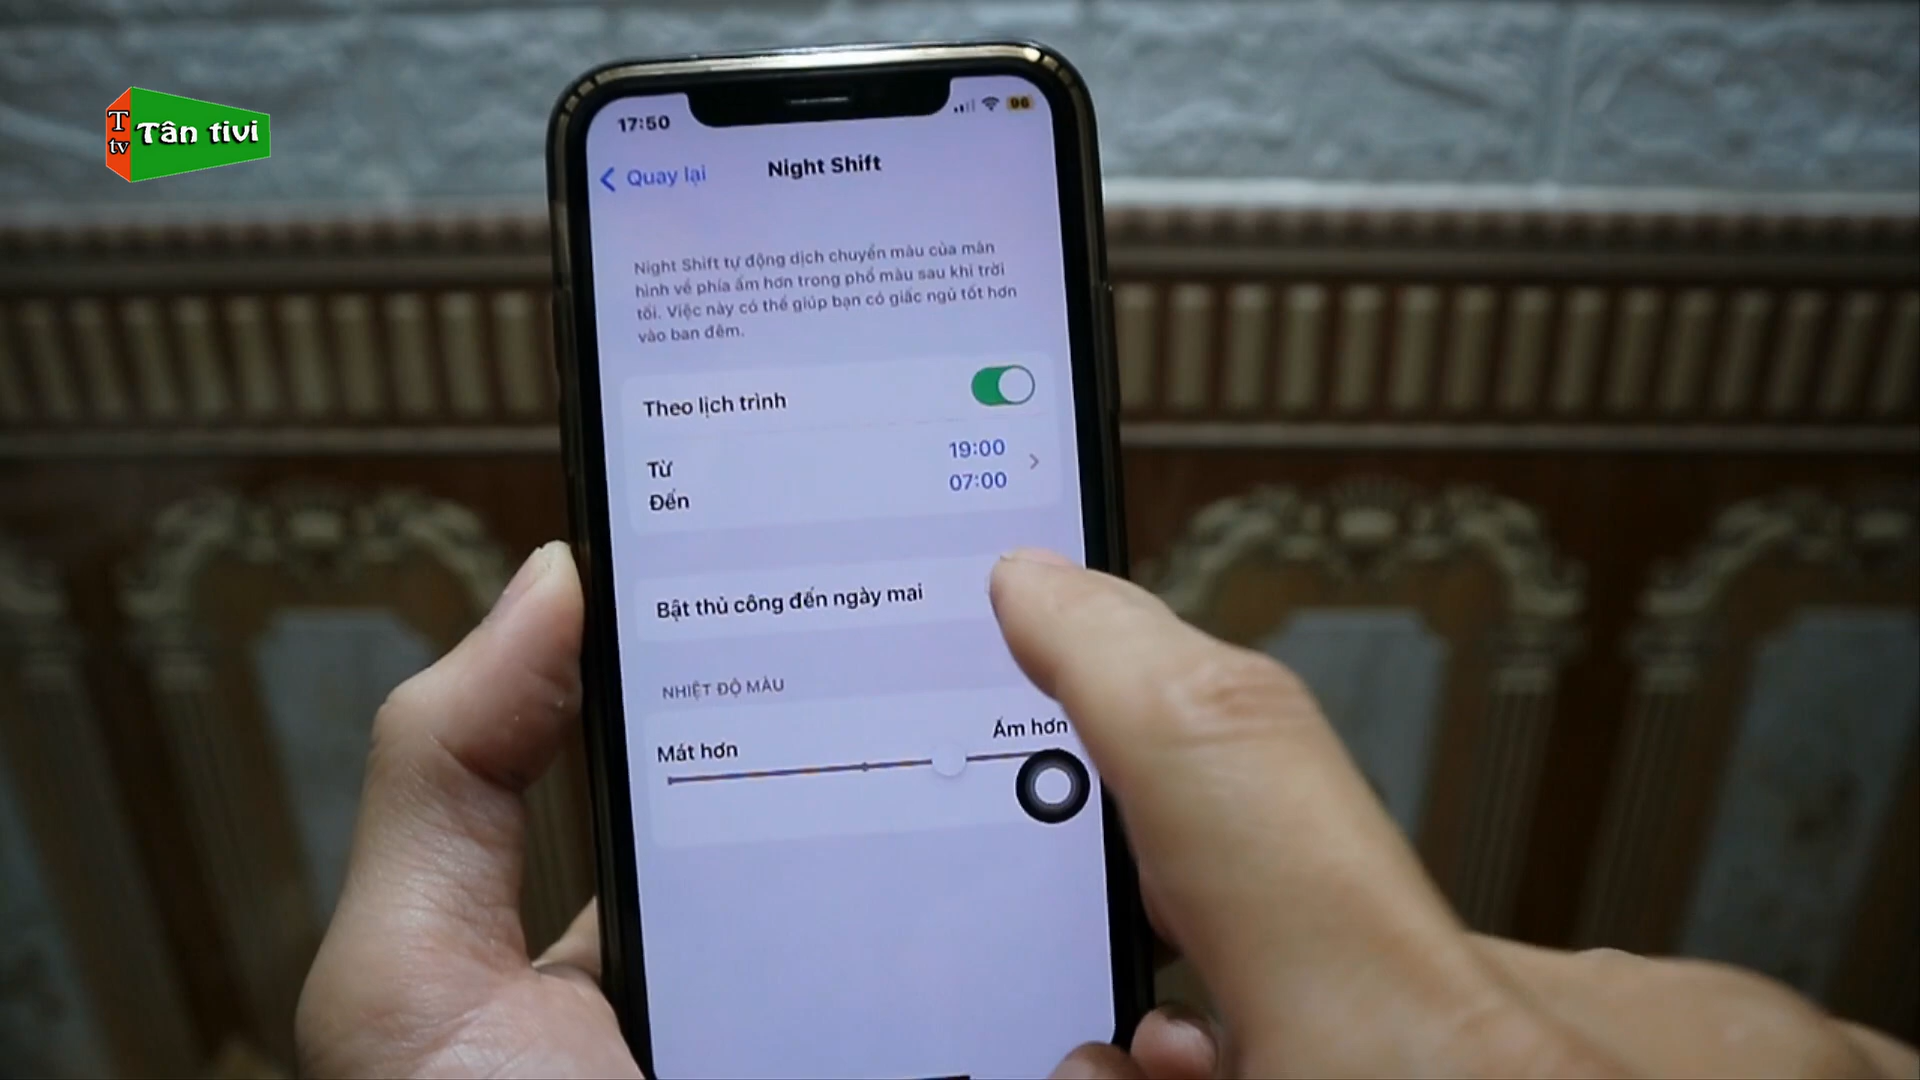 T
tv
Tân tivi
17:50
96
Quay lại
Night Shift
Night Shift tự động dịch chuyển màu của màn
hình về phía ấm hơn trong phổ màu sau khi trời
tối. Việc này có thể giúp bạn có giấc ngủ tốt hơn
vào ban đêm.
Theo lịch trình
Từ
19:00
Đến
07:00
Bật thủ công đến ngày mai
NHIỆT ĐỘ MÀU
Mát hơn
Ấm hơn